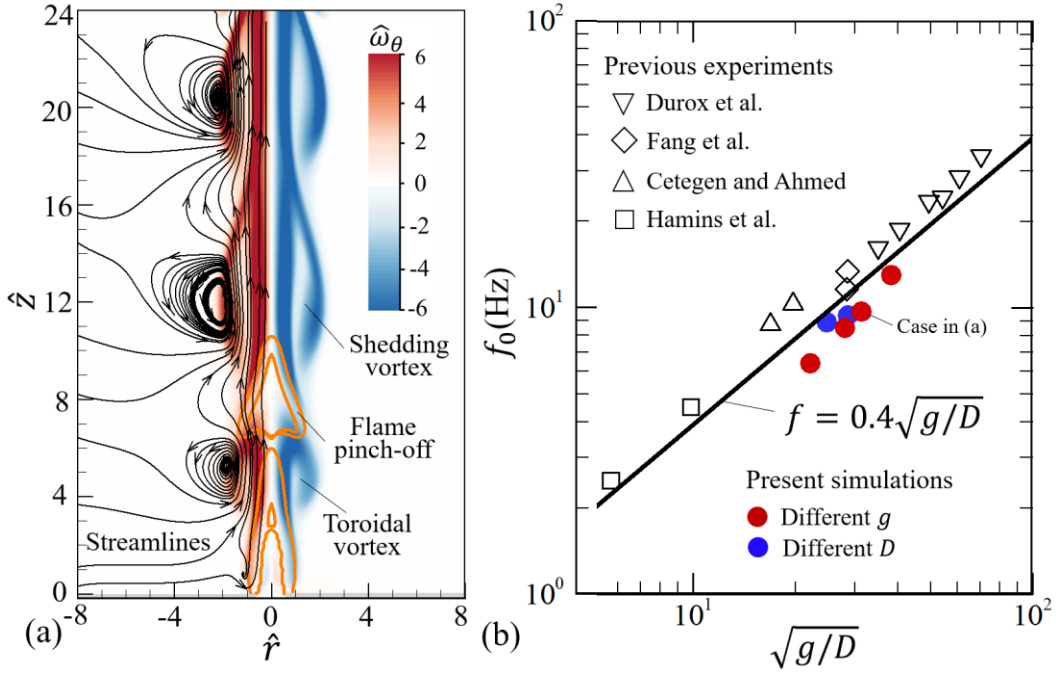 24
20
16
12
8
4
0
ẑ
-8
-4
0
4
8
r̂
(a)
ω̂θ
6
4
2
0
-2
-4
-6
Shedding
vortex
Flame
pinch-off
Toroidal
vortex
Streamlines
10²
10¹
10⁰
f₀(Hz)
Previous experiments
Durox et al.
Fang et al.
Cetegen and Ahmed
Hamins et al.
Case in (a)
f = 0.4√g/D
Present simulations
Different g
Different D
10¹
10²
√g/D
(b)